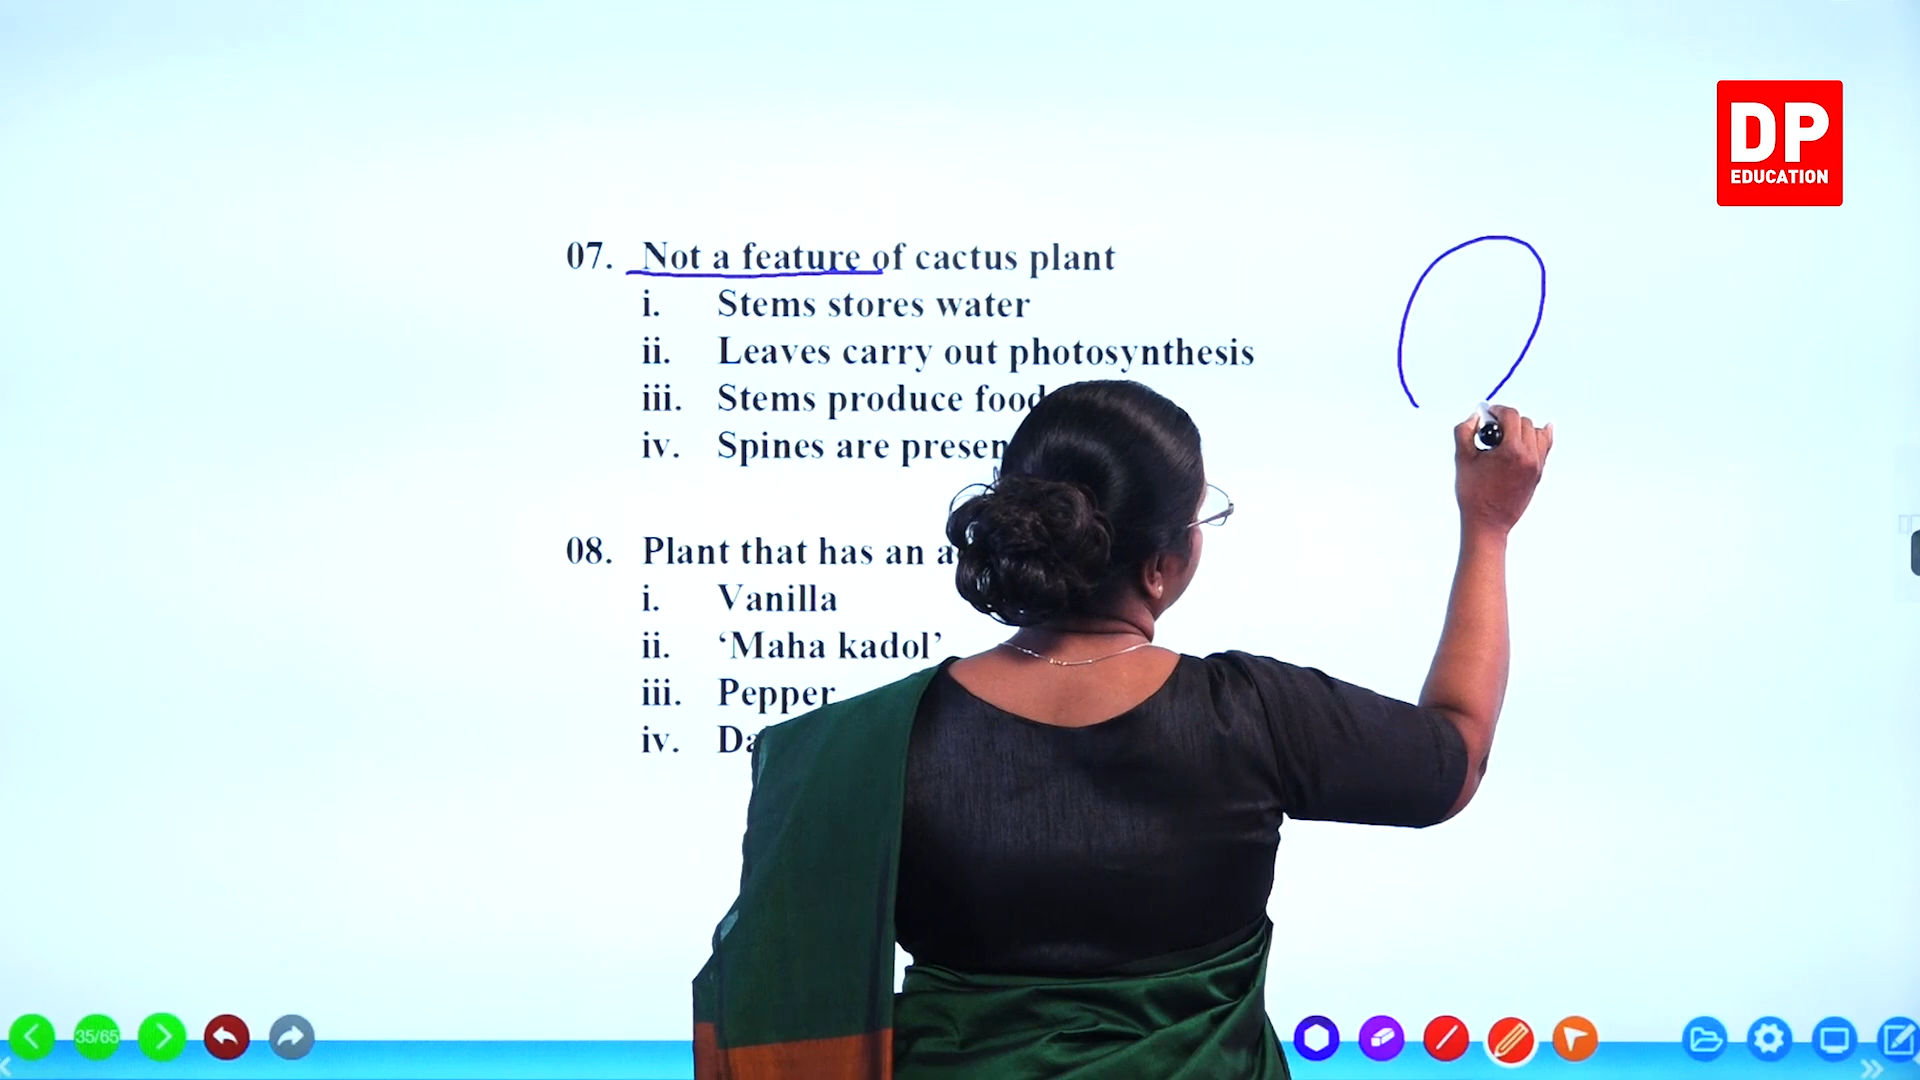 DP
EDUCATION
07. Not a feature of cactus plant
i. Stems stores water
ii. Leaves carry out photosynthesis
iii. Stems produce food
iv. Spines are
08. Plant that has an
i. Vanilla
ii. ‘Maha kadol’
iii. Pepper
iv.
35/65